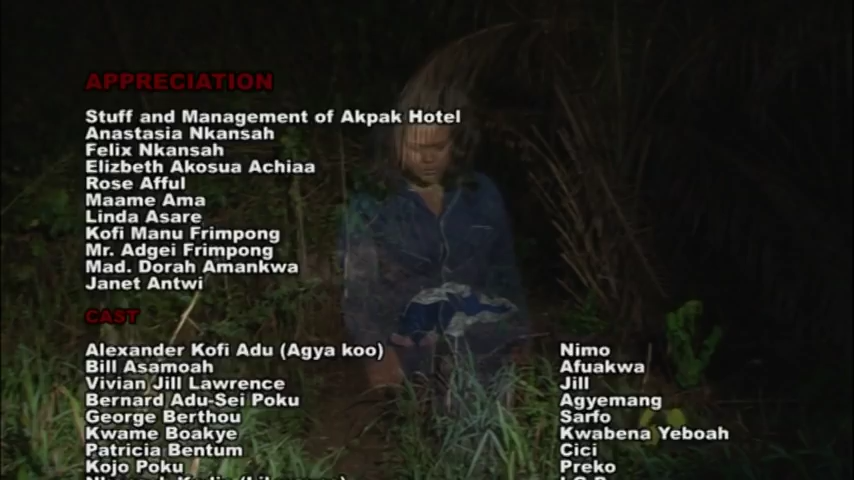 APPRECIATION
Stuff and Management of Akpak Hotel
Anastasia Nkansah
Felix Nkansah
Elizbeth Akosua Achiaa
Rose Afful
Maame Ama
Linda Asare
Kofi Manu Frimpong
Mr. Adgei Frimpong
Mad. Dorah Amankwa
Janet Antwi
CAST
Alexander Kofi Adu (Agya koo) Nimo
Bill Asamoah Afuakwa
Vivian Jill Lawrence Jill
Bernard Adu-Sei Poku Agyemang
George Berthou Sarfo
Kwame Boakye Kwabena Yeboah
Patricia Bentum Cici
Kojo Poku Preko